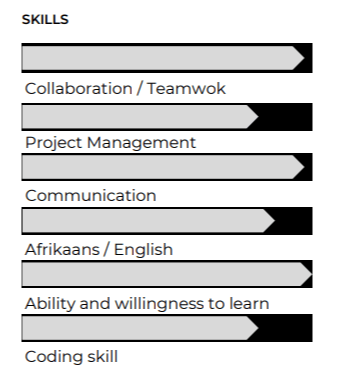 SKILLS
Collaboration / Teamwok
Project Management
Communication
Afrikaans / English
Ability and willingness to learn
Coding skill